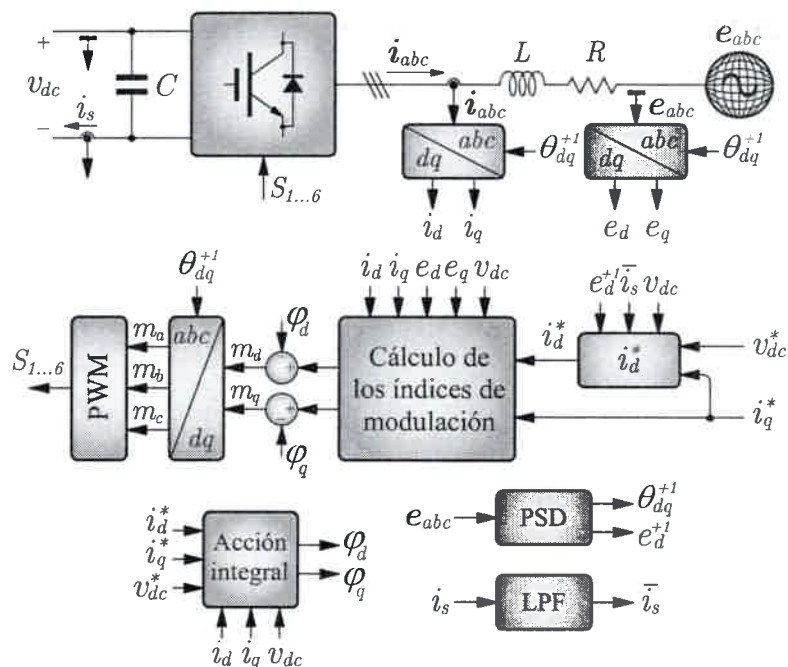 +
v_dc
i_s
−
C
S_1...6
i_abc
L
R
e_abc
i_abc
e_abc
abc
dq
θ_dq^+1
abc
dq
θ_dq^+1
i_d i_q
e_d e_q
θ_dq^+1
i_d i_q e_d e_q v_dc
e_d^+1 i̅_s v_dc
S_1...6
PWM
m_a
m_b
m_c
abc
dq
φ_d
m_d
+
m_q
+
−
φ_q
Cálculo de
los índices de
modulación
i_d^*
i_d^*
v_dc^*
i_q^*
i_d^*
i_q^*
v_dc^*
Acción
integral
φ_d
φ_q
i_d i_q v_dc
e_abc
PSD
θ_dq^+1
e_d^+1
i_s
LPF
i̅_s